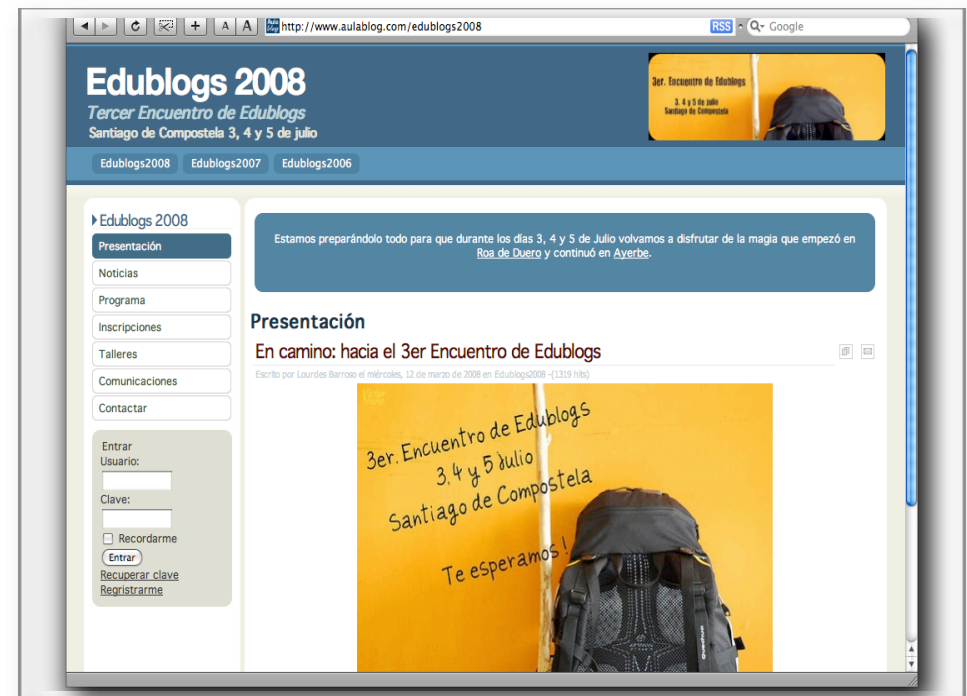 A A http://www.aulablog.com/edublogs2008 RSS Google
Edublogs 2008
Tercer Encuentro de Edublogs
Santiago de Compostela 3, 4 y 5 de julio
3er. Encuentro de Edublogs
3. 4 y 5 de julio
Santiago de Compostela
Edublogs2008 Edublogs2007 Edublogs2006
Edublogs 2008
Presentación
Noticias
Programa
Inscripciones
Talleres
Comunicaciones
Contactar
Entrar
Usuario:
Clave:
Recordarme
Entrar
Recuperar clave
Regristrarme
Estamos preparándolo todo para que durante los días 3, 4 y 5 de Julio volvamos a disfrutar de la magia que empezó en
Roa de Duero y continuó en Ayerbe.
Presentación
En camino: hacia el 3er Encuentro de Edublogs
Escrito por Lourdes Barroso el miércoles, 12 de marzo de 2008 en Edublogs2008 -(1319 hits)
3er. Encuentro de Edublogs
3,4 y 5 Julio
Santiago de Compostela
Te esperamos!
quechua